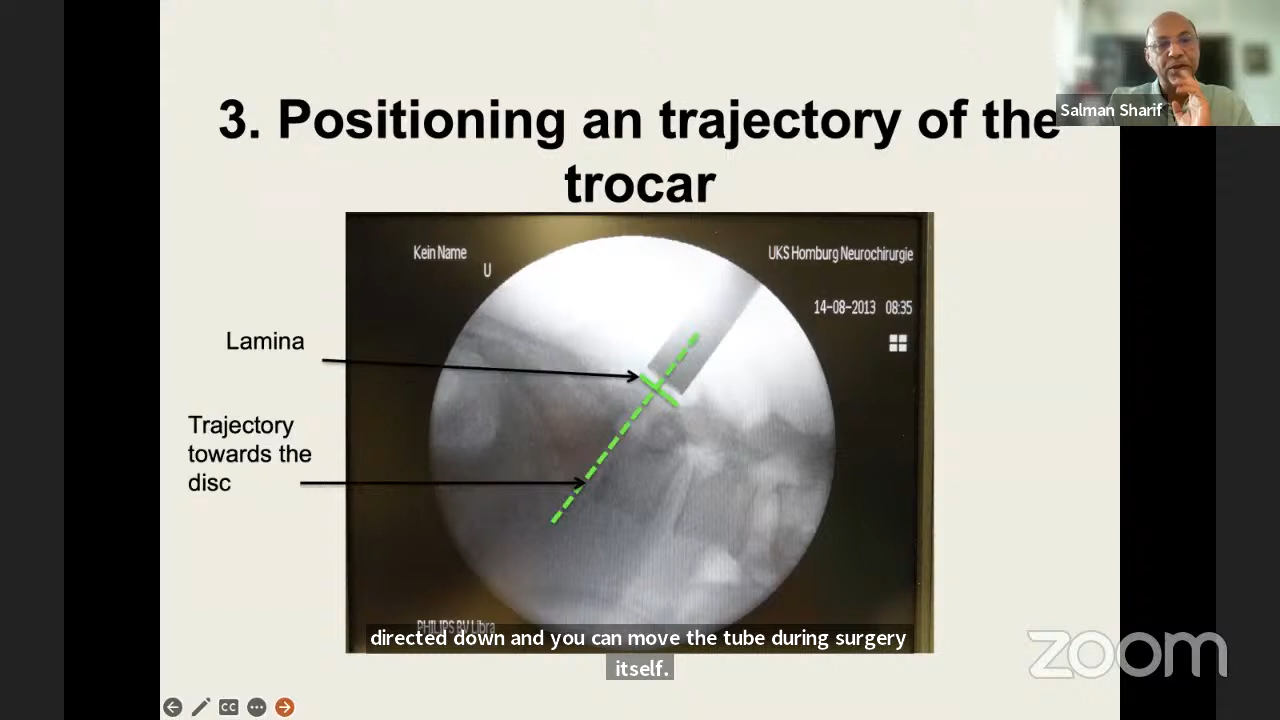 3. Positioning an trajectory of the
trocar
Salman Sharif
Kein Name
U
UKS Homburg Neurochirurgie
14-08-2013 08:35
Lamina
Trajectory
towards the
disc
PHILIPS BV Libra
directed down and you can move the tube during surgery
itself.
zoom
CC